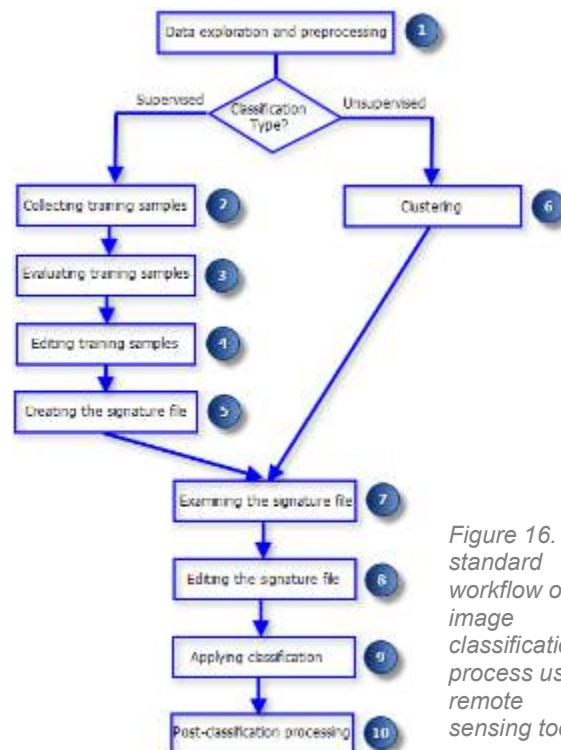 Data exploration and preprocessing 1
Supervised
Classification
Type?
Unsupervised
Collecting training samples 2
Clustering 6
Evaluating training samples 3
Editing training samples 4
Creating the signature file 5
Examining the signature file 7
Editing the signature file 8
Applying classification 9
Post-classification processing 10
Figure 16.
standard
workflow o
image
classificatio
process us
remote
sensing too